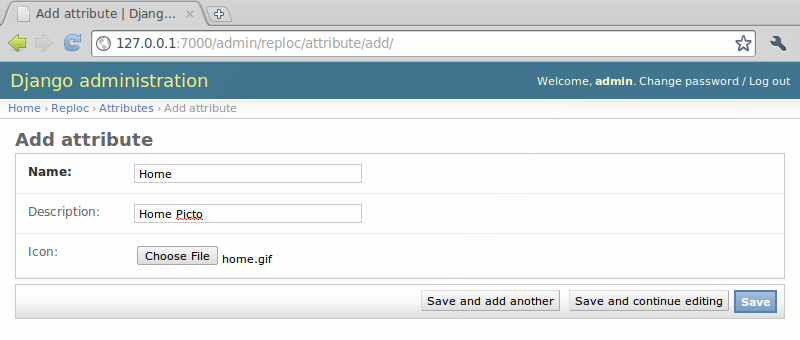 Add attribute | Djang...
127.0.0.1:7000/admin/reploc/attribute/add/
Django administration
Welcome, admin. Change password / Log out
Home › Reploc › Attributes › Add attribute
Add attribute
Name: Home
Description: Home Picto
Icon: Choose File home.gif
Save and add another Save and continue editing Save